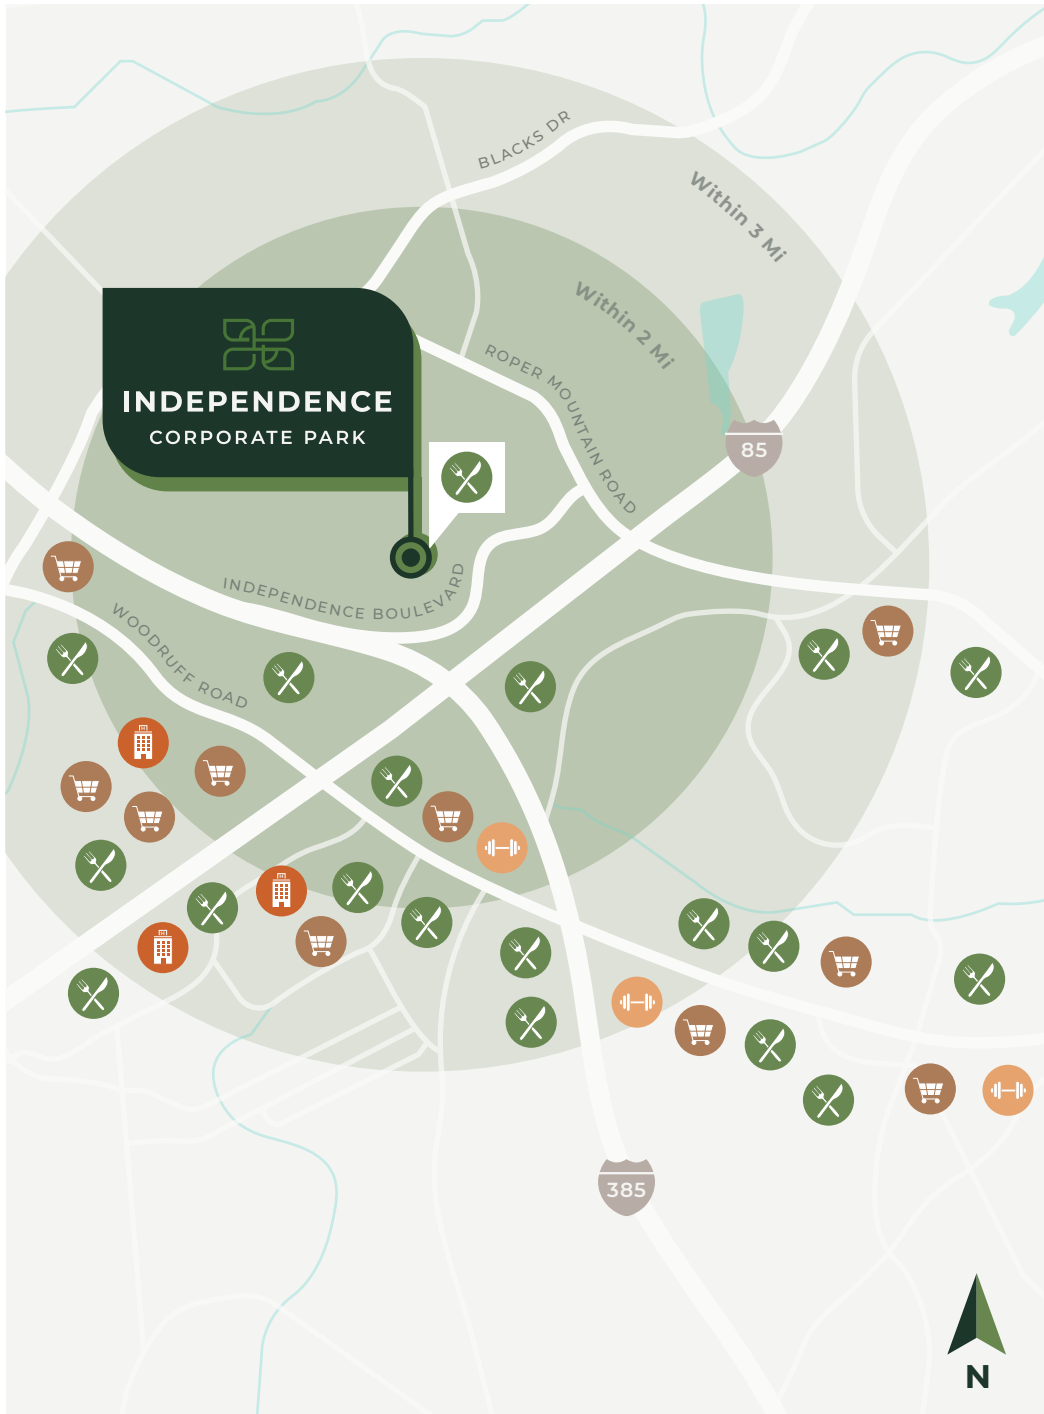 BLACKS DR
Within 3 Mi
Within 2 Mi
INDEPENDENCE
CORPORATE PARK
ROPER MOUNTAIN ROAD
85
INDEPENDENCE BOULEVARD
WOODRUFF ROAD
385
N